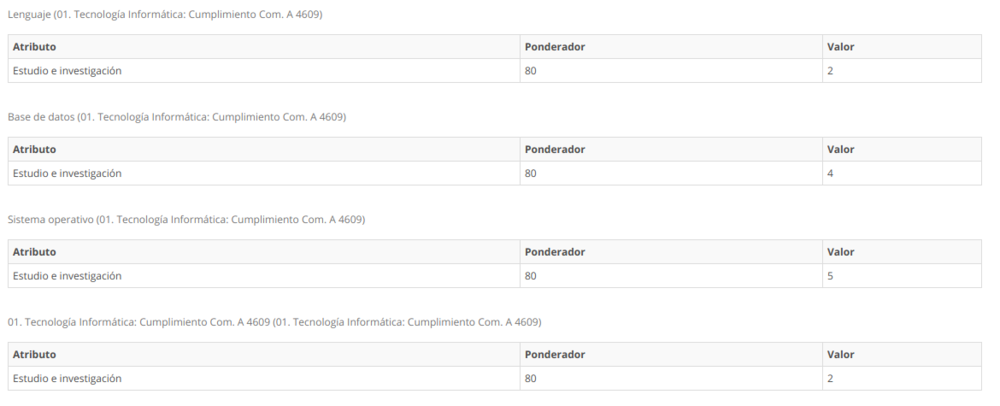 Lenguaje (01. Tecnología Informática: Cumplimiento Com. A 4609)
Atributo Ponderador Valor
Estudio e investigación 80 2
Base de datos (01. Tecnología Informática: Cumplimiento Com. A 4609)
Atributo Ponderador Valor
Estudio e investigación 80 4
Sistema operativo (01. Tecnología Informática: Cumplimiento Com. A 4609)
Atributo Ponderador Valor
Estudio e investigación 80 5
01. Tecnología Informática: Cumplimiento Com. A 4609 (01. Tecnología Informática: Cumplimiento Com. A 4609)
Atributo Ponderador Valor
Estudio e investigación 80 2